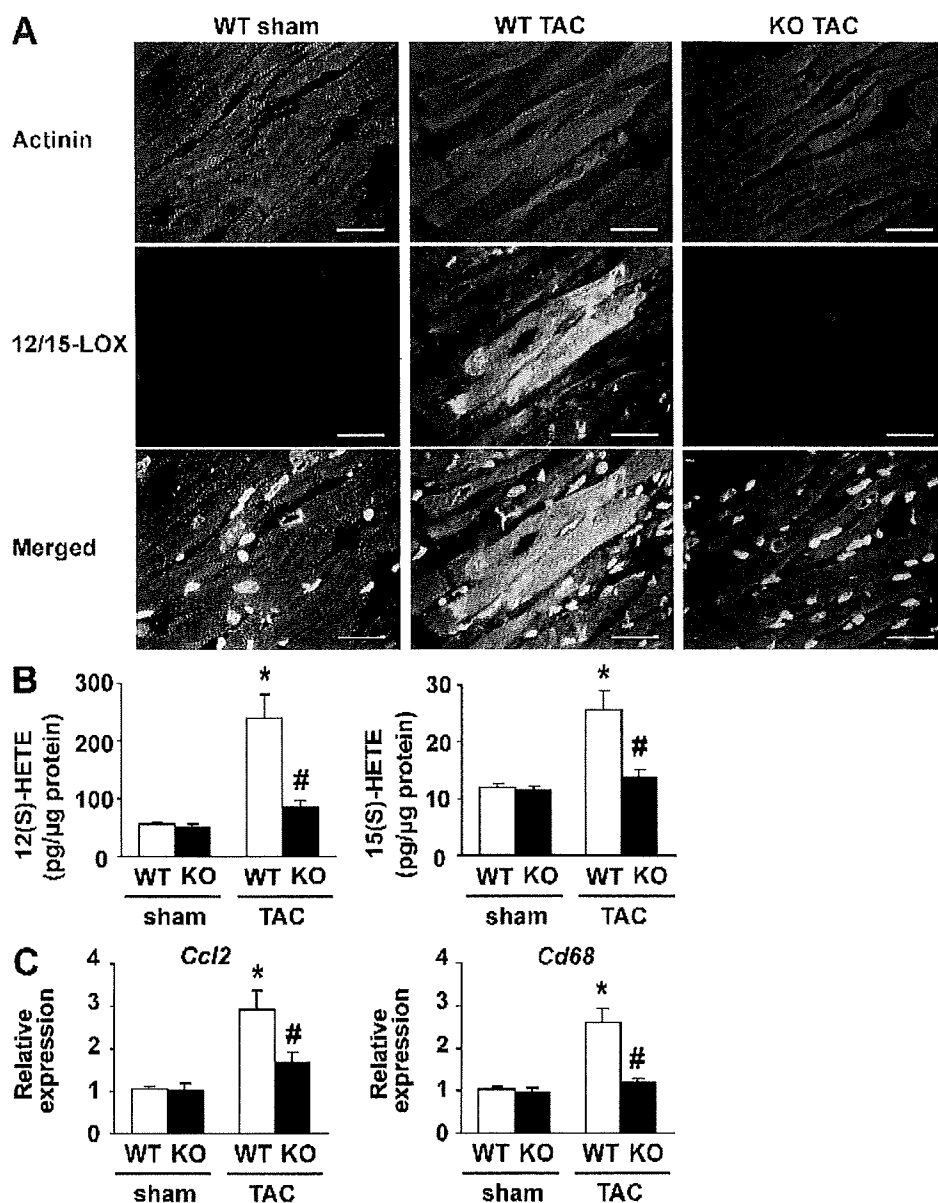 A
WT sham
WT TAC
KO TAC
Actinin
12/15-LOX
Merged
B
12(S)-HETE
(pg/µg protein)
300
200
100
0
WT KO WT KO
sham TAC
15(S)-HETE
(pg/µg protein)
30
20
10
0
WT KO WT KO
sham TAC
*
#
*
#
C
Ccl2
Relative
expression
4
3
2
1
0
*
#
WT KO WT KO
sham TAC
Cd68
Relative
expression
4
3
2
1
0
*
#
WT KO WT KO
sham TAC